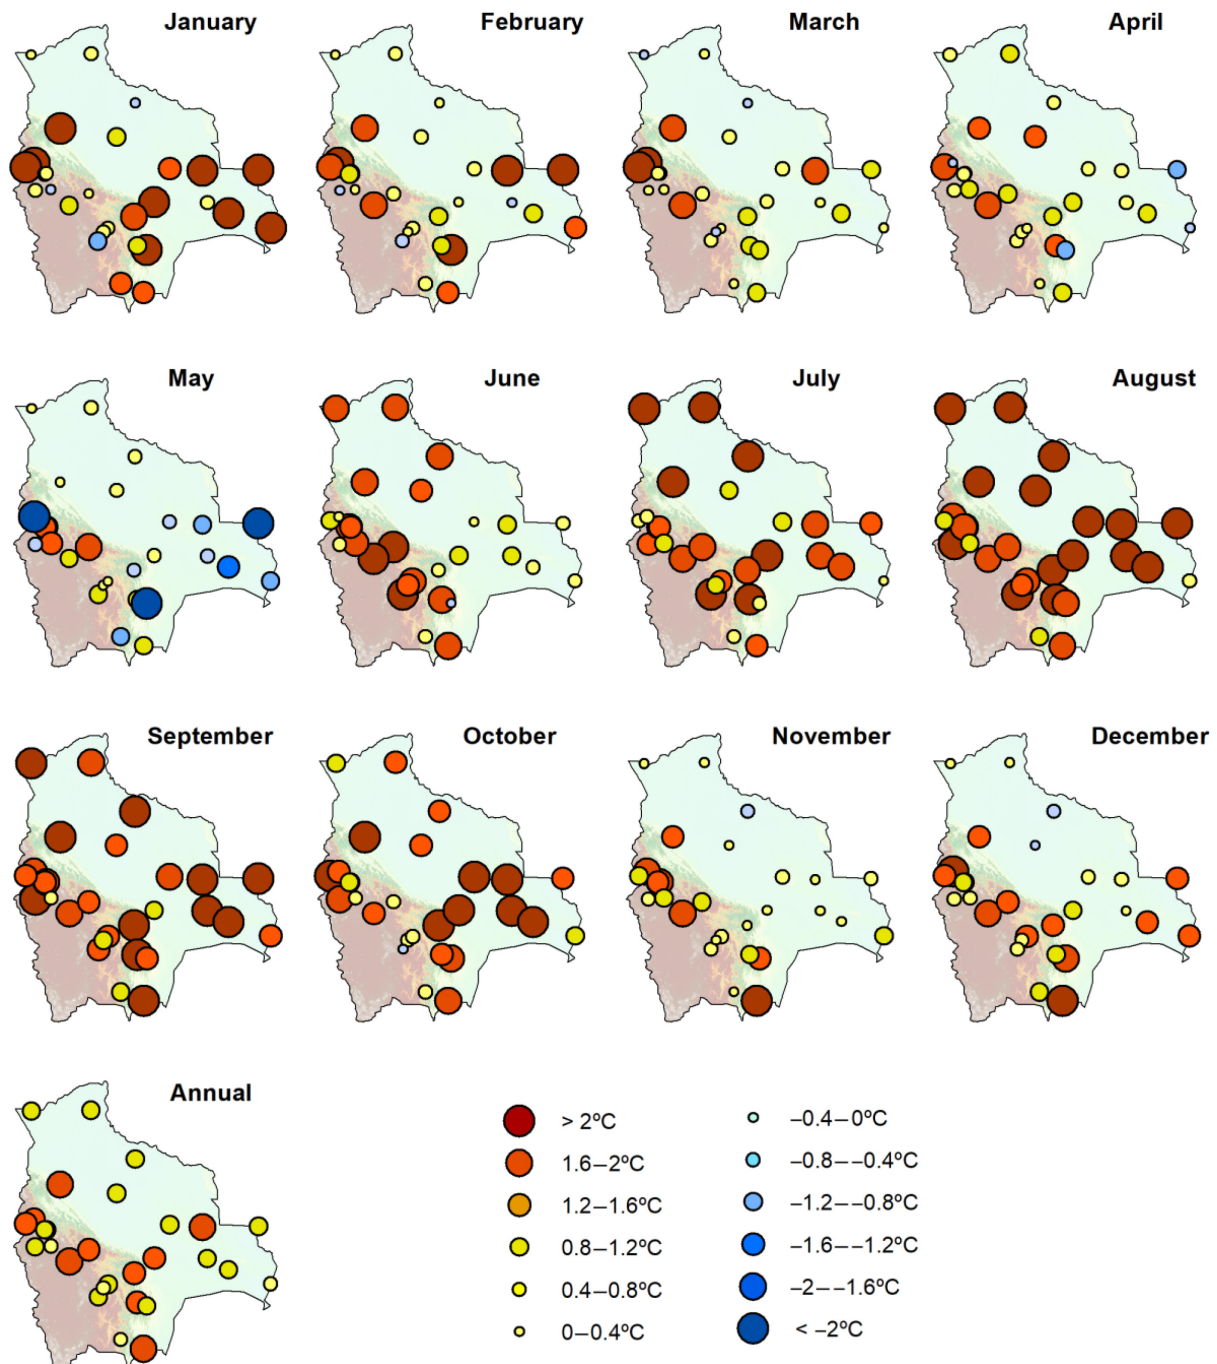 January
February
March
April
May
June
July
August
September
October
November
December
Annual
> 2ºC
1.6–2ºC
1.2–1.6ºC
0.8–1.2ºC
0.4–0.8ºC
0–0.4ºC
–0.4–0ºC
–0.8––0.4ºC
–1.2––0.8ºC
–1.6––1.2ºC
–2––1.6ºC
< –2ºC